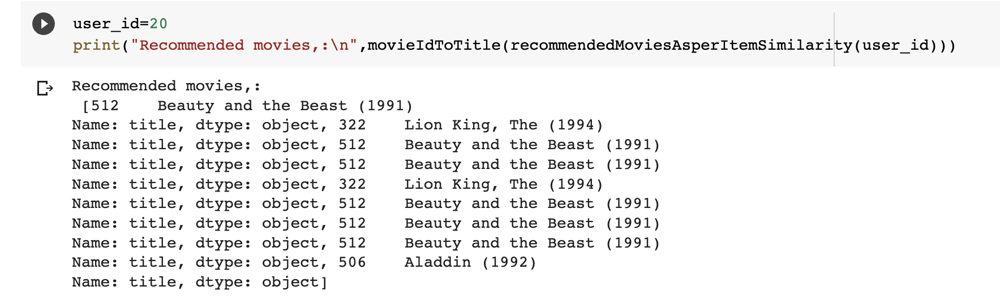 user_id=20
print("Recommended movies,:\n",movieIdToTitle(recommendedMoviesAsperItemSimilarity(user_id)))
Recommended movies,:
[512    Beauty and the Beast (1991)
Name: title, dtype: object, 322    Lion King, The (1994)
Name: title, dtype: object, 512    Beauty and the Beast (1991)
Name: title, dtype: object, 512    Beauty and the Beast (1991)
Name: title, dtype: object, 322    Lion King, The (1994)
Name: title, dtype: object, 512    Beauty and the Beast (1991)
Name: title, dtype: object, 512    Beauty and the Beast (1991)
Name: title, dtype: object, 512    Beauty and the Beast (1991)
Name: title, dtype: object, 506    Aladdin (1992)
Name: title, dtype: object]